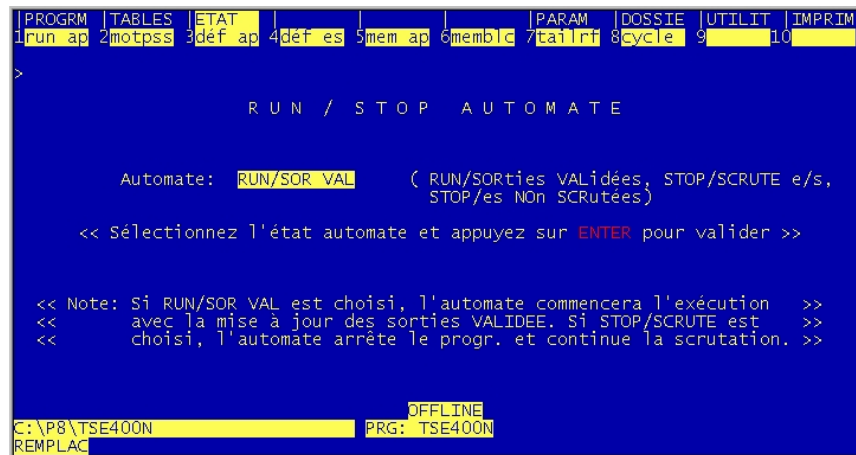 |PROGRM |TABLES |ETAT | | | |PARAM |DOSSIE |UTILIT |IMPRIM
1run ap 2motpss 3déf ap 4déf es 5mem ap 6memblc 7tailrf 8cycle 9 10
>
R U N / S T O P A U T O M A T E
Automate: RUN/SOR VAL ( RUN/SORties VALidées, STOP/SCRUTE e/s,
STOP/es NOn SCRutées)
<< Sélectionnez l'état automate et appuyez sur ENTER pour valider >>
<< Note: Si RUN/SOR VAL est choisi, l'automate commencera l'exécution >>
<< avec la mise à jour des sorties VALIDEE. Si STOP/SCRUTE est >>
<< choisi, l'automate arrête le progr. et continue la scrutation. >>
OFFLINE
C:\P8\TSE400N PRG: TSE400N
REMPLAC